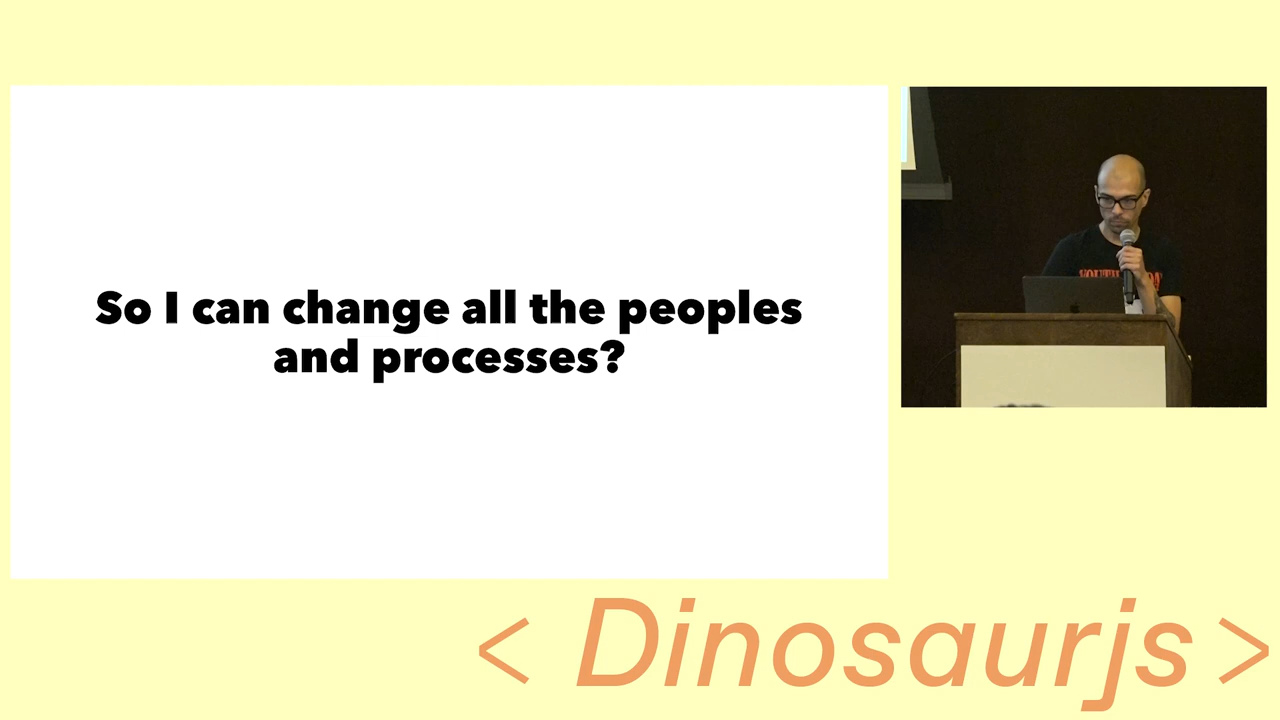 So I can change all the peoples
and processes?
< Dinosaurjs >